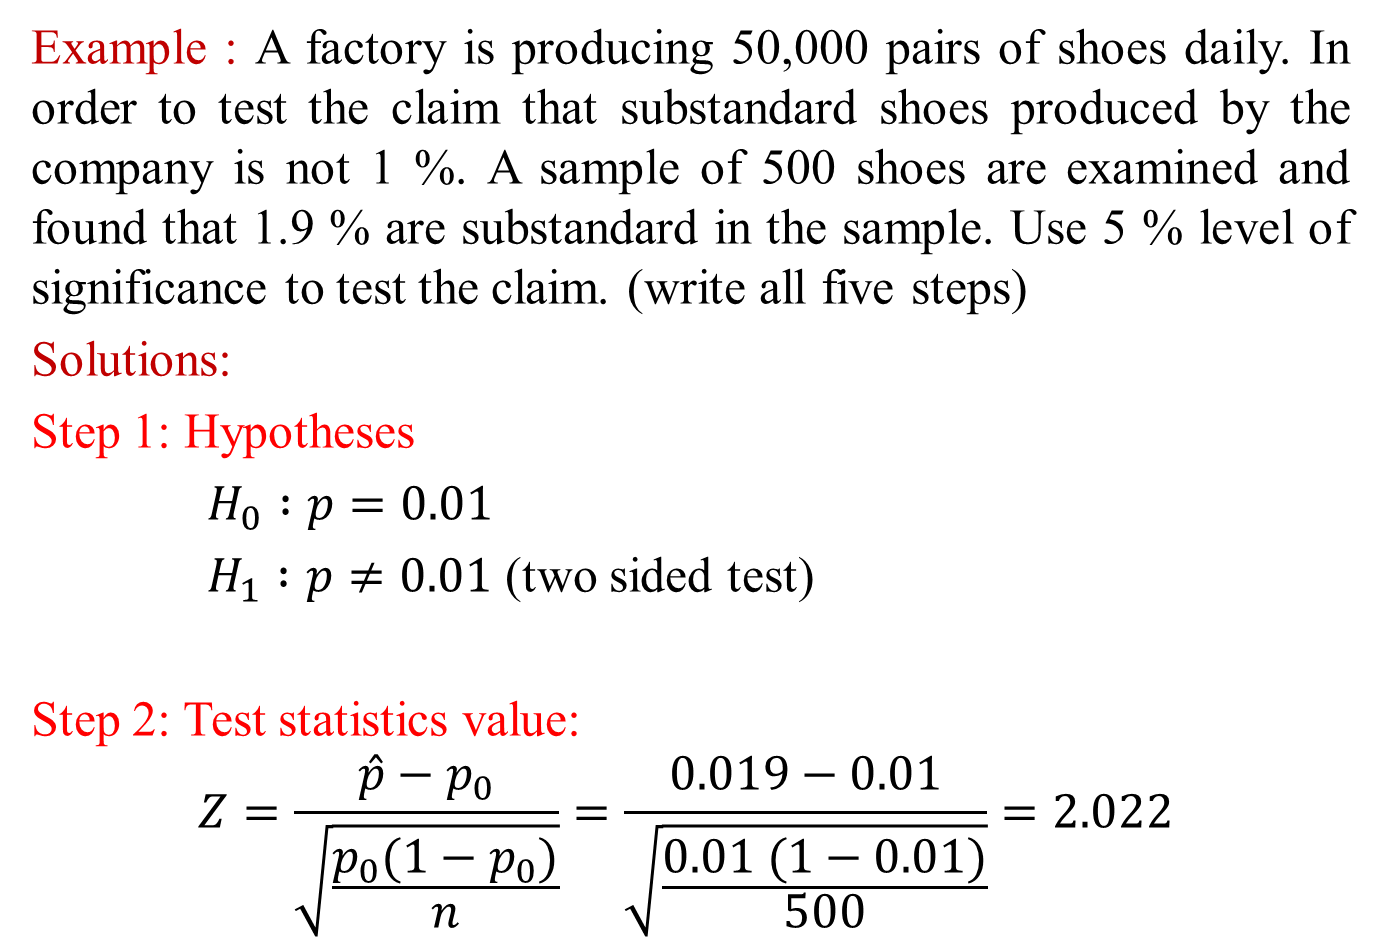 Example : A factory is producing 50,000 pairs of shoes daily. In
order to test the claim that substandard shoes produced by the
company is not 1 %. A sample of 500 shoes are examined and
found that 1.9 % are substandard in the sample. Use 5 % level of
significance to test the claim. (write all five steps)
Solutions:
Step 1: Hypotheses
H₀ : p = 0.01
H₁ : p ≠ 0.01 (two sided test)
Step 2: Test statistics value:
Z = (p̂ − p₀) / √(p₀(1 − p₀) / n) = (0.019 − 0.01) / √(0.01 (1 − 0.01) / 500) = 2.022